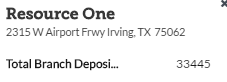 Resource One
2315 W Airport Frwy Irving, TX 75062
Total Branch Deposi... 33445